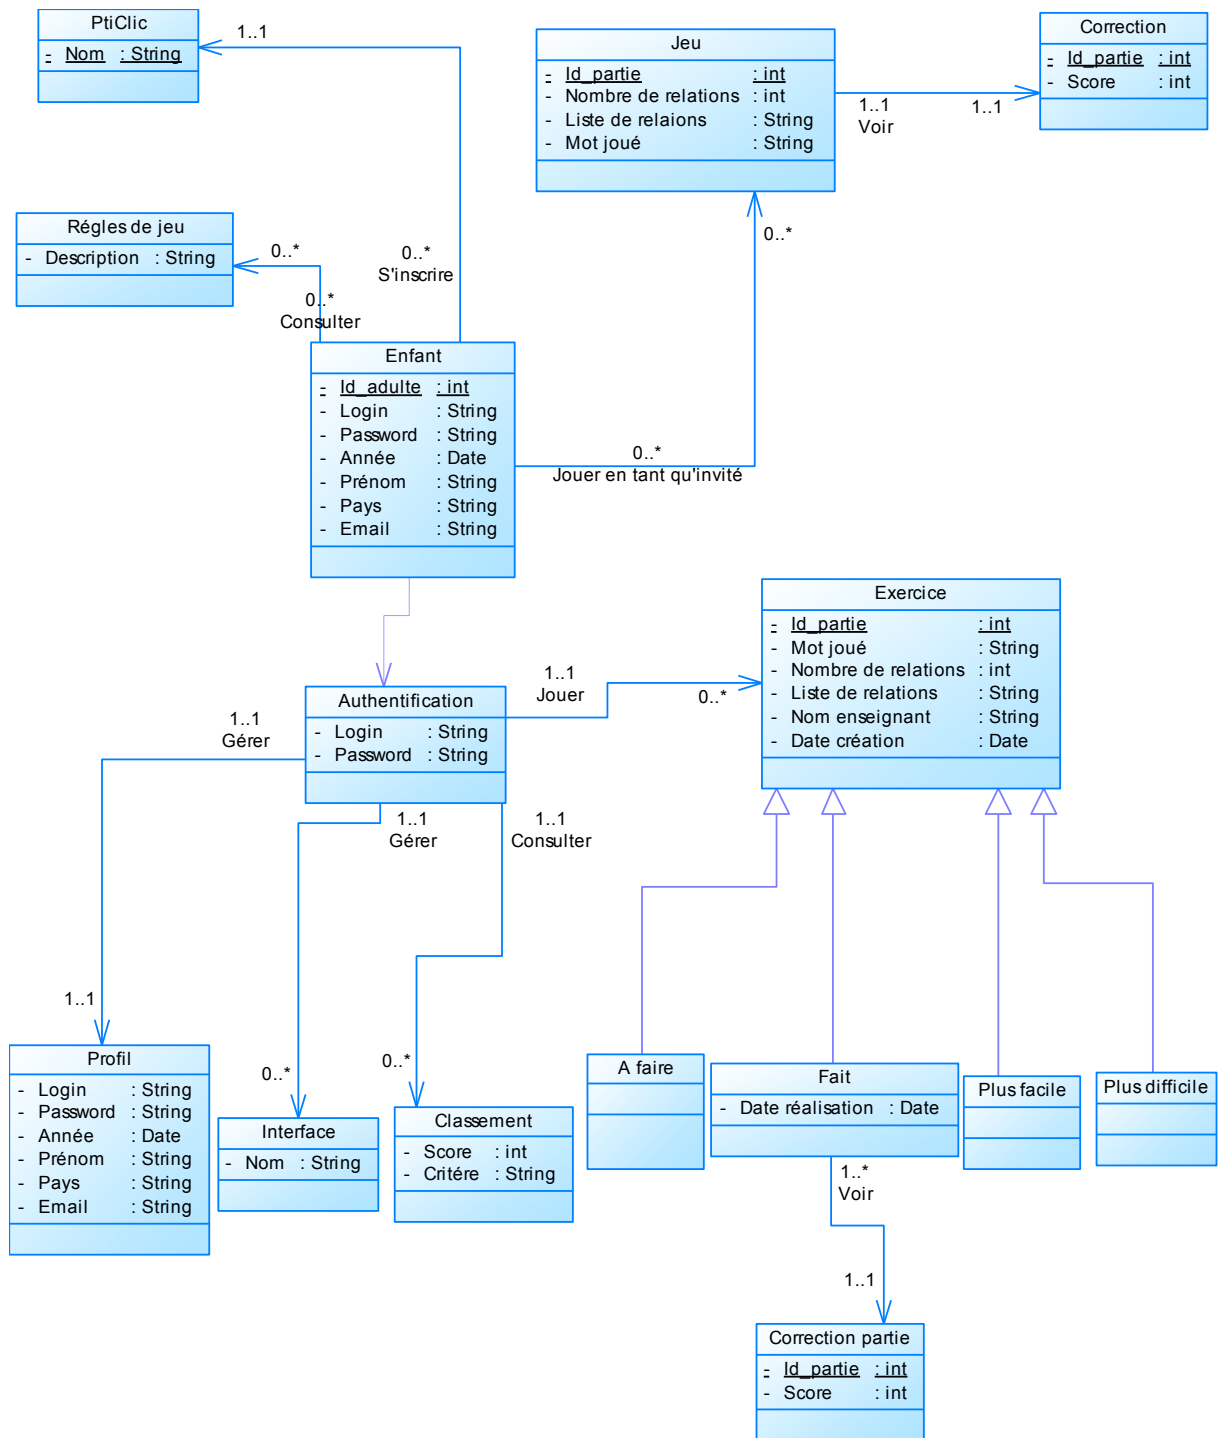 PtiClic
- Nom : String
1..1
Jeu
- Id_partie : int
- Nombre de relations : int
- Liste de relaions : String
- Mot joué : String
1..1
Voir
1..1
Correction
- Id_partie : int
- Score : int
Régles de jeu
- Description : String
0..*
0..*
Consulter
0..*
S'inscrire
0..*
Enfant
- Id_adulte : int
- Login : String
- Password : String
- Année : Date
- Prénom : String
- Pays : String
- Email : String
0..*
Jouer en tant qu'invité
Exercice
- Id_partie : int
- Mot joué : String
- Nombre de relations : int
- Liste de relations : String
- Nom enseignant : String
- Date création : Date
Authentification
- Login : String
- Password : String
1..1
Jouer
0..*
1..1
Gérer
1..1
Gérer
1..1
Consulter
1..1
0..*
0..*
Profil
- Login : String
- Password : String
- Année : Date
- Prénom : String
- Pays : String
- Email : String
Interface
- Nom : String
Classement
- Score : int
- Critére : String
A faire
Fait
- Date réalisation : Date
Plus facile
Plus difficile
1..*
Voir
1..1
Correction partie
- Id_partie : int
- Score : int